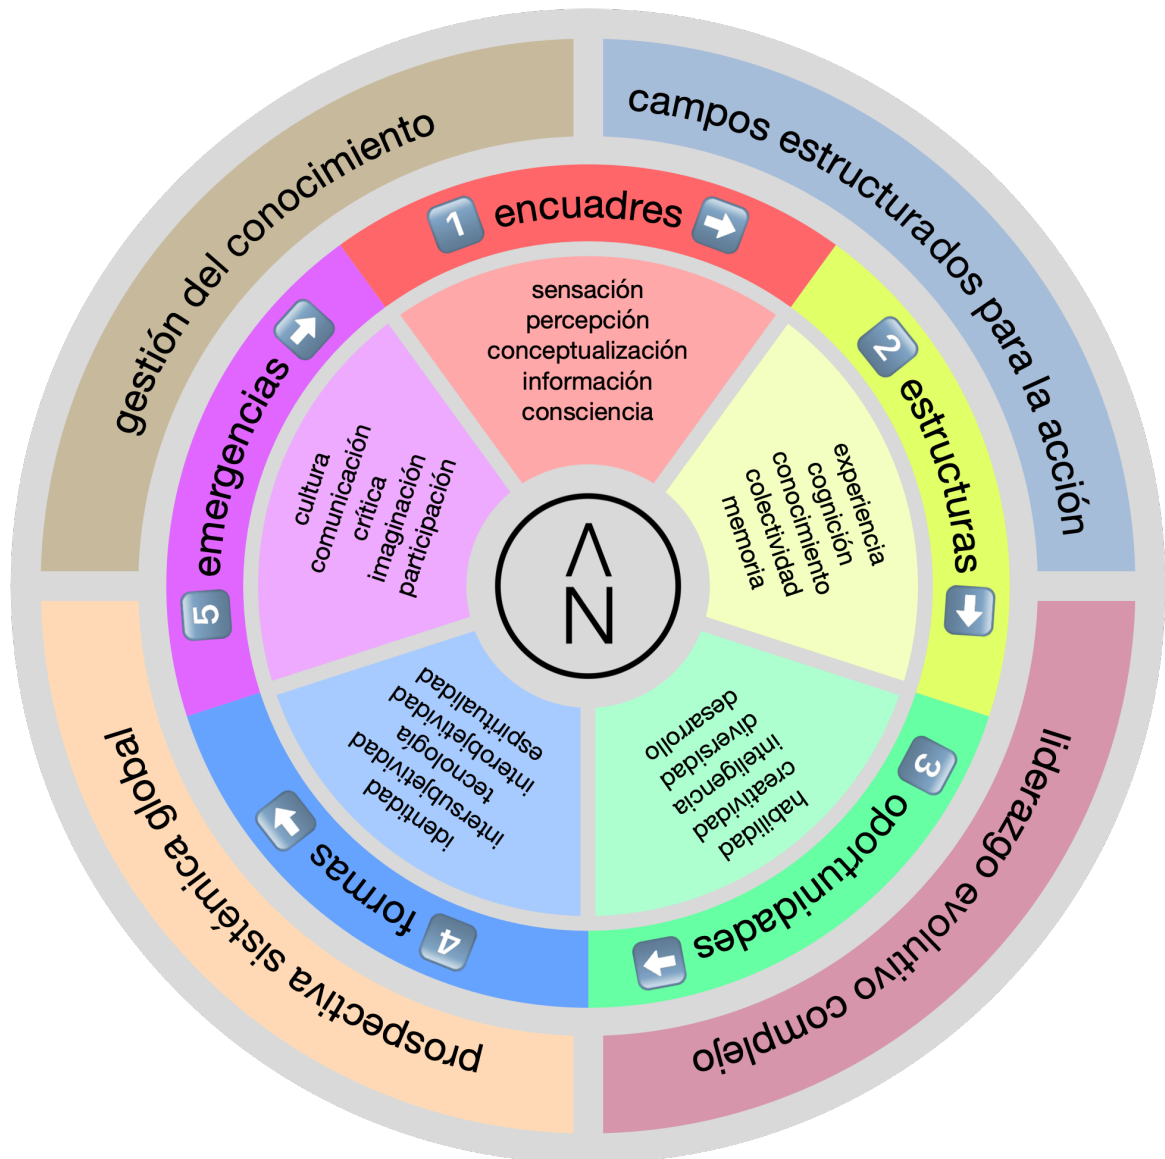 gestión del conocimiento
campos estructurados para la acción
liderazgo evolutivo complejo
prospectiva sistémica global
1 encuadres ➡
sensación
percepción
conceptualización
información
consciencia
2 estructuras ➡
experiencia
cognición
conocimiento
colectividad
memoria
3 oportunidades ➡
habilidad
creatividad
inteligencia
diversidad
desarrollo
4 formas ➡
identidad
intersubjetividad
tecnología
interobjetividad
espiritualidad
5 emergencias ➡
cultura
comunicación
crítica
imaginación
participación
Λ
N